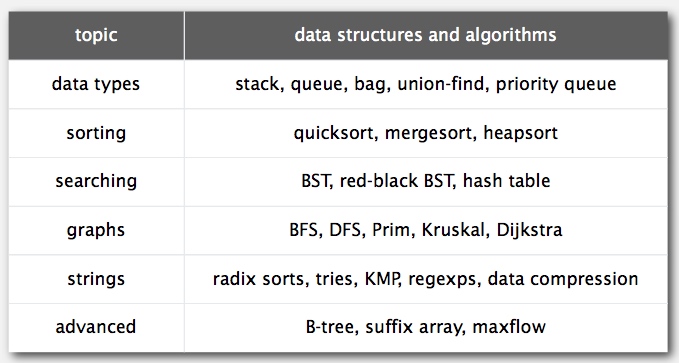 topic data structures and algorithms
data types stack, queue, bag, union-find, priority queue
sorting quicksort, mergesort, heapsort
searching BST, red-black BST, hash table
graphs BFS, DFS, Prim, Kruskal, Dijkstra
strings radix sorts, tries, KMP, regexps, data compression
advanced B-tree, suffix array, maxflow